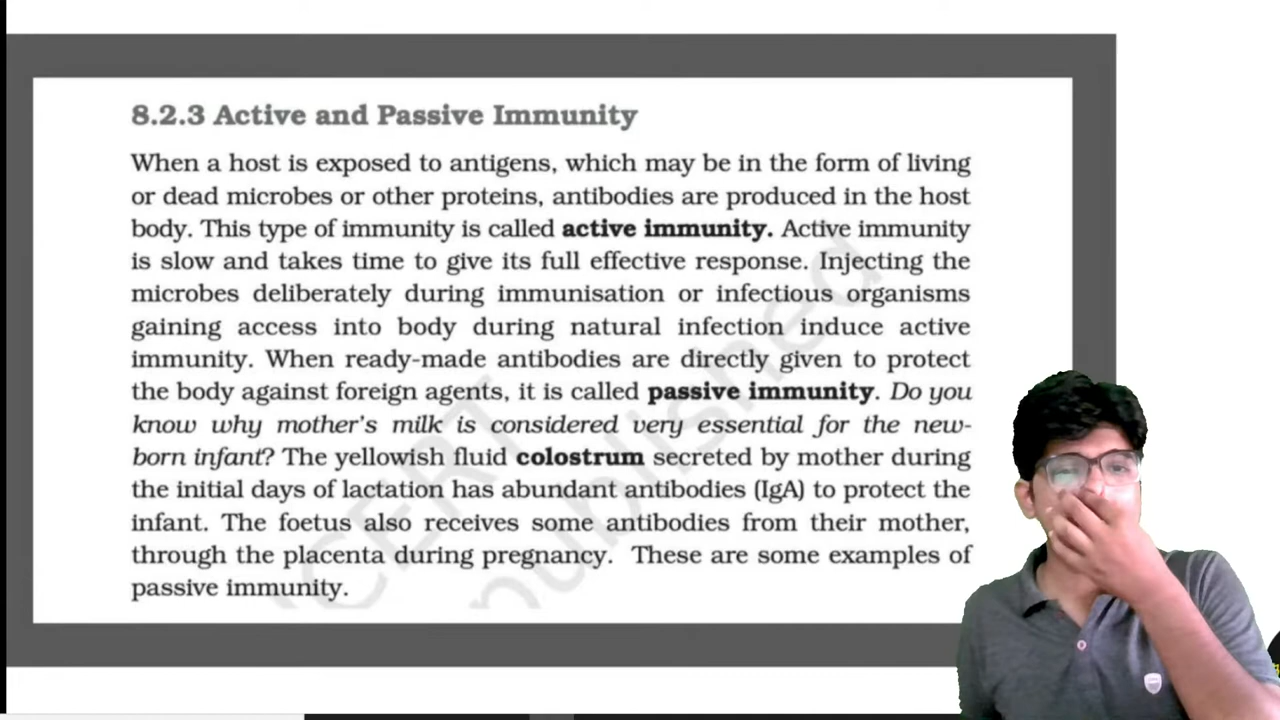 8.2.3 Active and Passive Immunity
When a host is exposed to antigens, which may be in the form of living
or dead microbes or other proteins, antibodies are produced in the host
body. This type of immunity is called active immunity. Active immunity
is slow and takes time to give its full effective response. Injecting the
microbes deliberately during immunisation or infectious organisms
gaining access into body during natural infection induce active
immunity. When ready-made antibodies are directly given to protect
the body against foreign agents, it is called passive immunity. Do you
know why mother's milk is considered very essential for the new-
born infant? The yellowish fluid colostrum secreted by mother during
the initial days of lactation has abundant antibodies (IgA) to protect the
infant. The foetus also receives some antibodies from their mother,
through the placenta during pregnancy. These are some examples of
passive immunity.